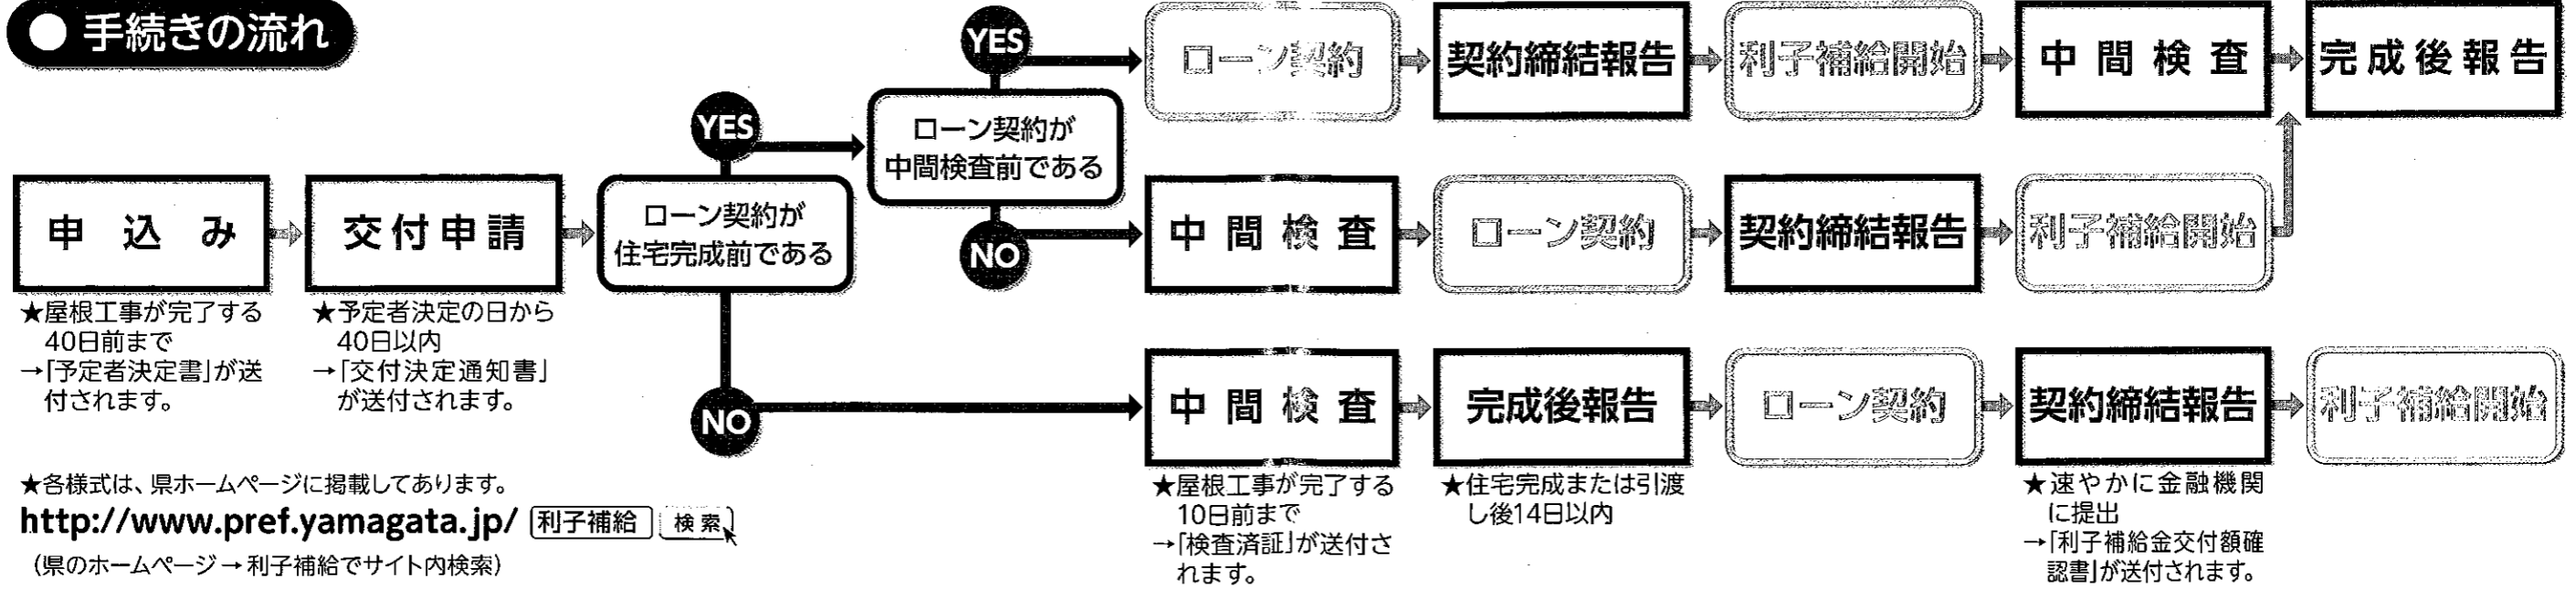 ● 手続きの流れ
申込み
★屋根工事が完了する
40日前まで
→「予定者決定書」が送
付されます。
交付申請
★予定者決定の日から
40日以内
→「交付決定通知書」
が送付されます。
ローン契約が
住宅完成前である
YES
ローン契約が
中間検査前である
YES
ローン契約
契約締結報告
利子補給開始
中間検査
完成後報告
NO
中間検査
ローン契約
契約締結報告
利子補給開始
NO
中間検査
★屋根工事が完了する
10日前まで
→「検査済証」が送付さ
れます。
完成後報告
★住宅完成または引渡
し後14日以内
ローン契約
契約締結報告
★速やかに金融機関
に提出
→「利子補給金交付額確
認書」が送付されます。
利子補給開始
★各様式は、県ホームページに掲載してあります。
http://www.pref.yamagata.jp/ 利子補給 検索
（県のホームページ→利子補給でサイト内検索）